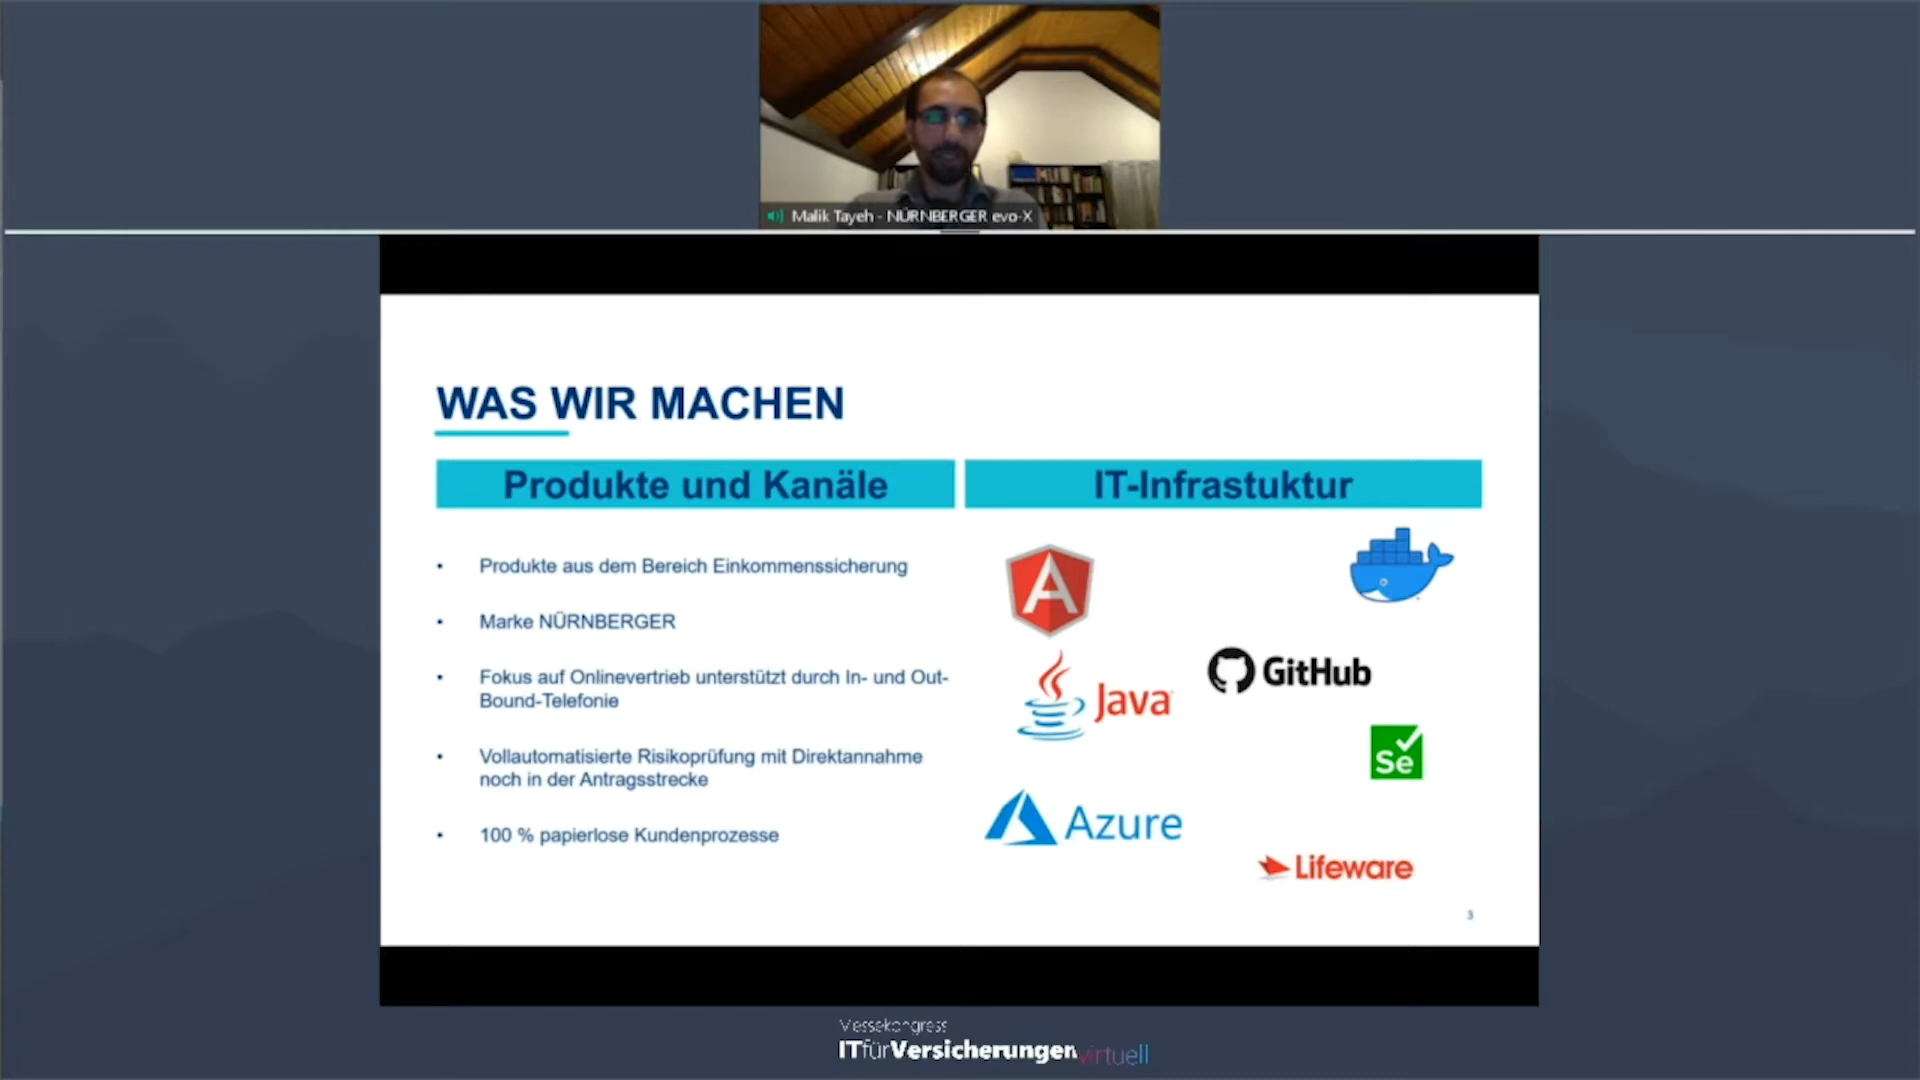 Malik Tayeh - NÜRNBERGER evo-X
WAS WIR MACHEN
Produkte und Kanäle
• Produkte aus dem Bereich Einkommenssicherung
• Marke NÜRNBERGER
• Fokus auf Onlinevertrieb unterstützt durch In- und Out-
Bound-Telefonie
• Vollautomatisierte Risikoprüfung mit Direktannahme
noch in der Antragsstrecke
• 100 % papierlose Kundenprozesse
IT-Infrastuktur
A
GitHub
Java
Se
Azure
Lifeware
3
Messekongress
ITfürVersicherungen virtuell